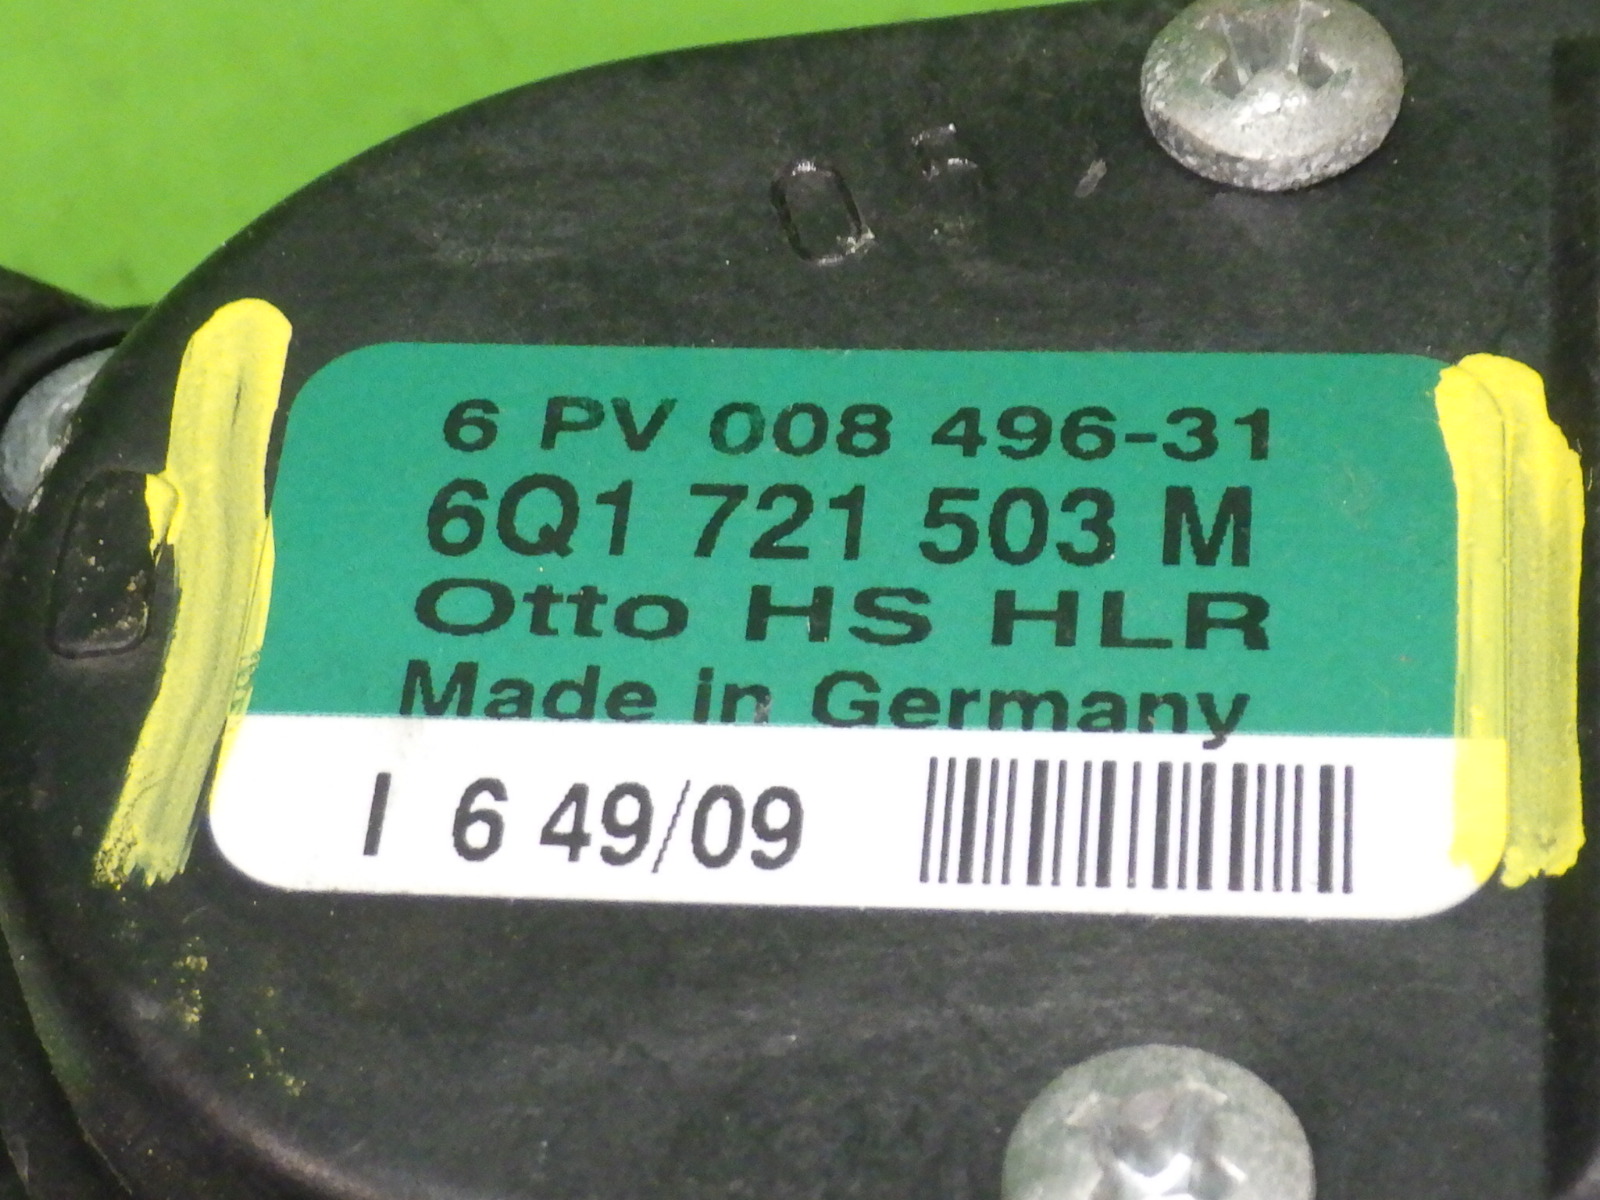 6 PV 008 496-31
6Q1 721 503 M
Otto HS HLR
Made in Germany
I 6 49/09